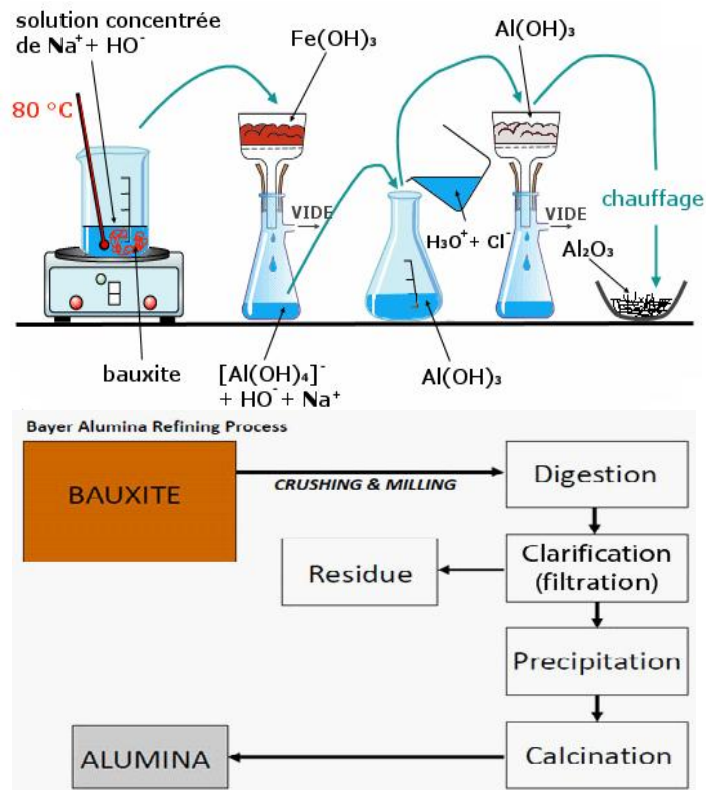 solution concentrée
de Na⁺ + HO⁻
80 °C
Fe(OH)₃
Al(OH)₃
VIDE
H₃O⁺ + Cl⁻
VIDE
chauffage
Al₂O₃
bauxite
[Al(OH)₄]⁻
+ HO⁻ + Na⁺
Al(OH)₃
Bayer Alumina Refining Process
BAUXITE
CRUSHING & MILLING
Digestion
Residue
Clarification
(filtration)
Precipitation
ALUMINA
Calcination